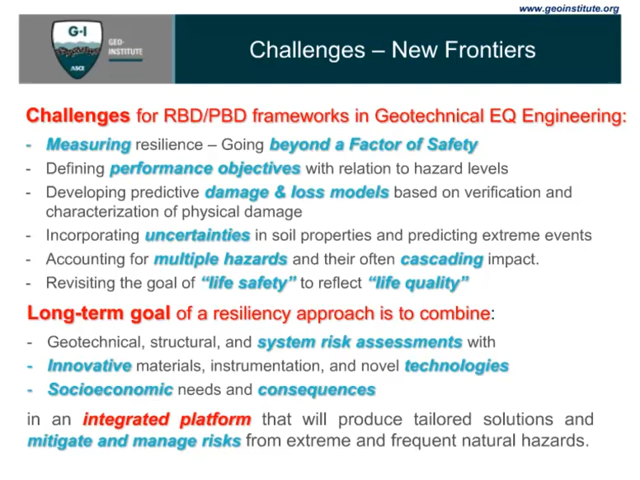 www.geoinstitute.org
G-I
GEO-
INSTITUTE
ASCE
Challenges – New Frontiers
Challenges for RBD/PBD frameworks in Geotechnical EQ Engineering:
- Measuring resilience – Going beyond a Factor of Safety
- Defining performance objectives with relation to hazard levels
- Developing predictive damage & loss models based on verification and
characterization of physical damage
- Incorporating uncertainties in soil properties and predicting extreme events
- Accounting for multiple hazards and their often cascading impact.
- Revisiting the goal of “life safety” to reflect “life quality”
Long-term goal of a resiliency approach is to combine:
- Geotechnical, structural, and system risk assessments with
- Innovative materials, instrumentation, and novel technologies
- Socioeconomic needs and consequences
in an integrated platform that will produce tailored solutions and
mitigate and manage risks from extreme and frequent natural hazards.